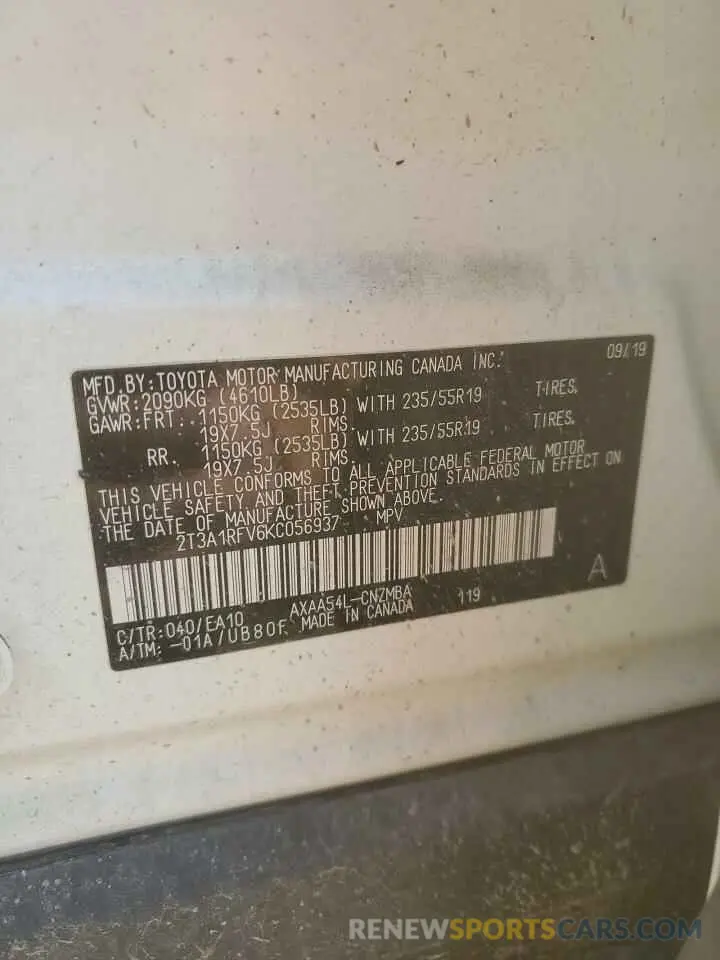 MFD. BY: TOYOTA MOTOR MANUFACTURING CANADA INC. 09/19
GVWR: 2090KG (4610LB)
GAWR: FRT. 1150KG (2535LB) WITH 235/55R19 TIRES,
19X7.5J RIMS.
RR. 1150KG (2535LB) WITH 235/55R19 TIRES,
19X7.5J RIMS.
THIS VEHICLE CONFORMS TO ALL APPLICABLE FEDERAL MOTOR
VEHICLE SAFETY AND THEFT PREVENTION STANDARDS IN EFFECT ON
THE DATE OF MANUFACTURE SHOWN ABOVE.
2T3A1RFV6KC056937 MPV
A
C/TR: 040/EA10 AXAA54L-CNZMBA 119
A/TM: -01A/UB80F MADE IN CANADA
RENEWSPORTSCARS.COM